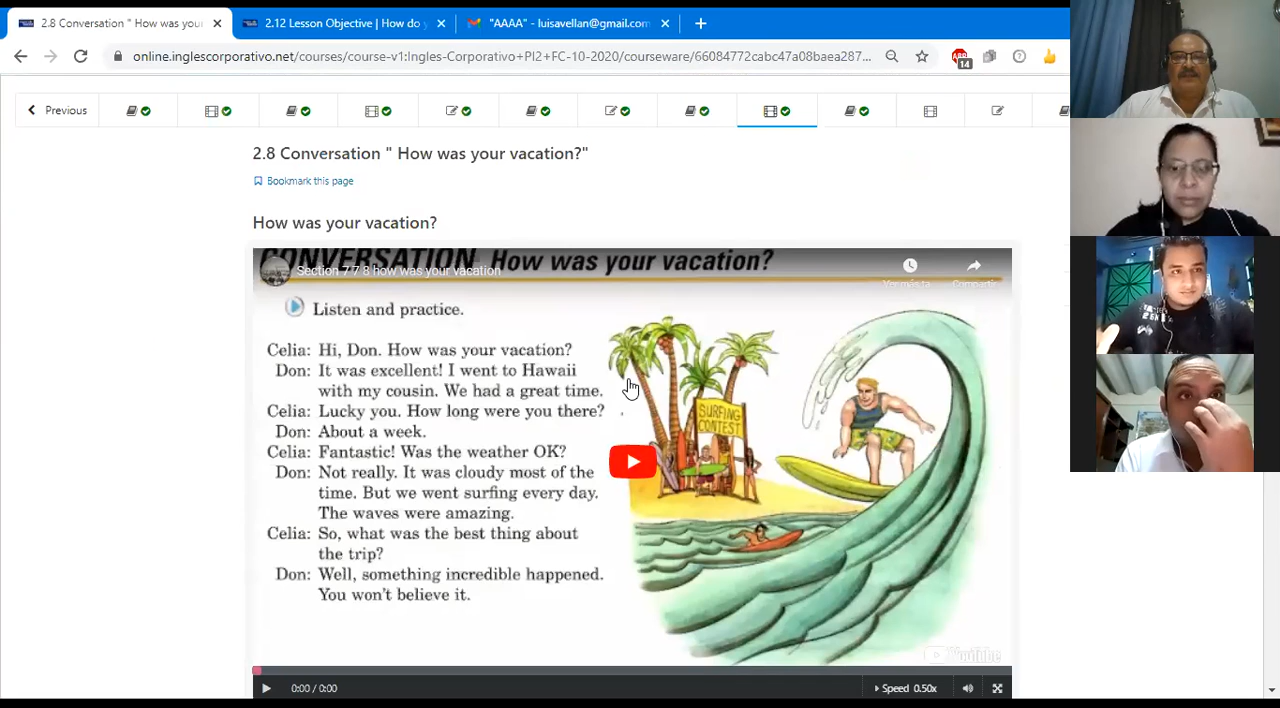 2.8 Conversation " How was your
2.12 Lesson Objective | How do
"AAAA" - luisavellan@gmail.com
online.inglescorporativo.net/courses/course-v1:Ingles-Corporativo+PI2+FC-10-2020/courseware/66084772cabc47a08baea287...
14
Previous
2.8 Conversation " How was your vacation?"
Bookmark this page
How was your vacation?
CONVERSATION How was your vacation?
Section 7 7 8 how was your vacation
Listen and practice.
Celia: Hi, Don. How was your vacation?
Don: It was excellent! I went to Hawaii
with my cousin. We had a great time.
Celia: Lucky you. How long were you there?
Don: About a week.
Celia: Fantastic! Was the weather OK?
Don: Not really. It was cloudy most of the
time. But we went surfing every day.
The waves were amazing.
Celia: So, what was the best thing about
the trip?
Don: Well, something incredible happened.
You won't believe it.
SURFING
CONTEST
YouTube
0:00 / 0:00
Speed 0.50x